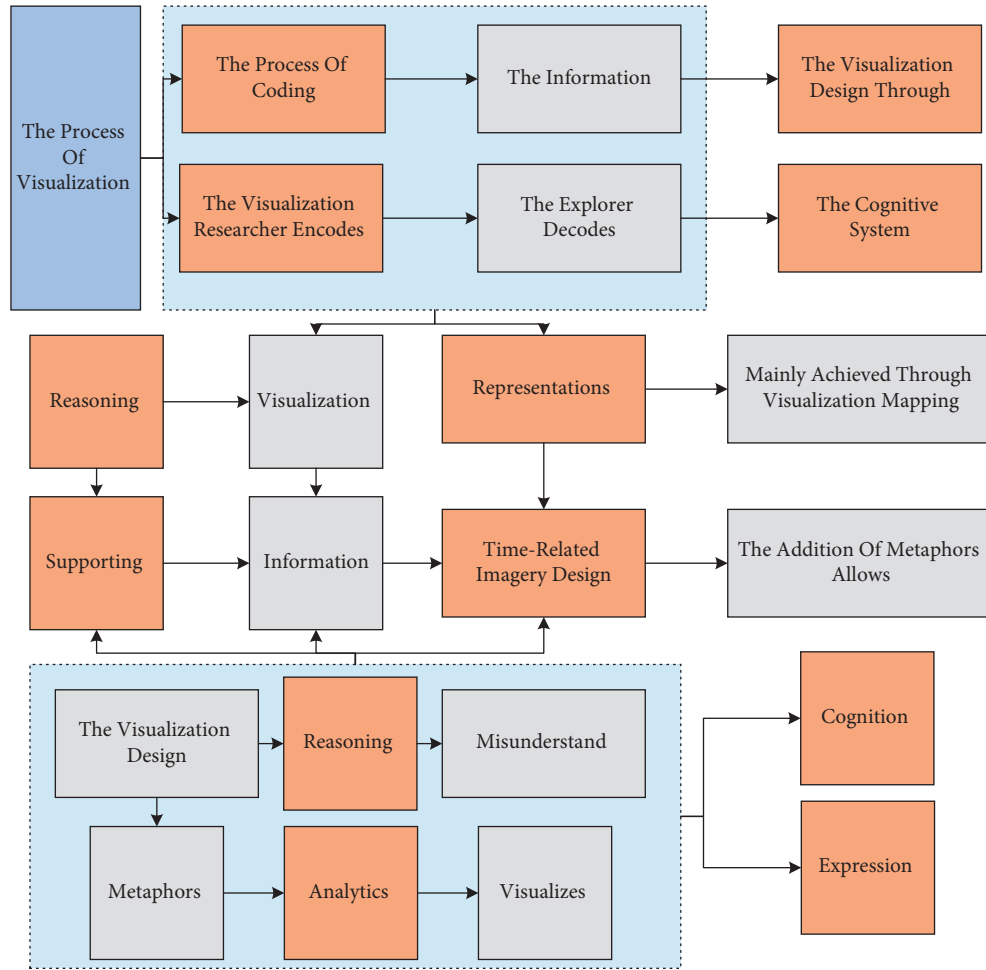 The Process
Of
Visualization
The Process Of
Coding
The Information
The Visualization
Design Through
The Visualization
Researcher Encodes
The Explorer
Decodes
The Cognitive
System
Reasoning
Visualization
Representations
Mainly Achieved Through
Visualization Mapping
Supporting
Information
Time-Related
Imagery Design
The Addition Of Metaphors
Allows
The Visualization
Design
Reasoning
Misunderstand
Cognition
Metaphors
Analytics
Visualizes
Expression